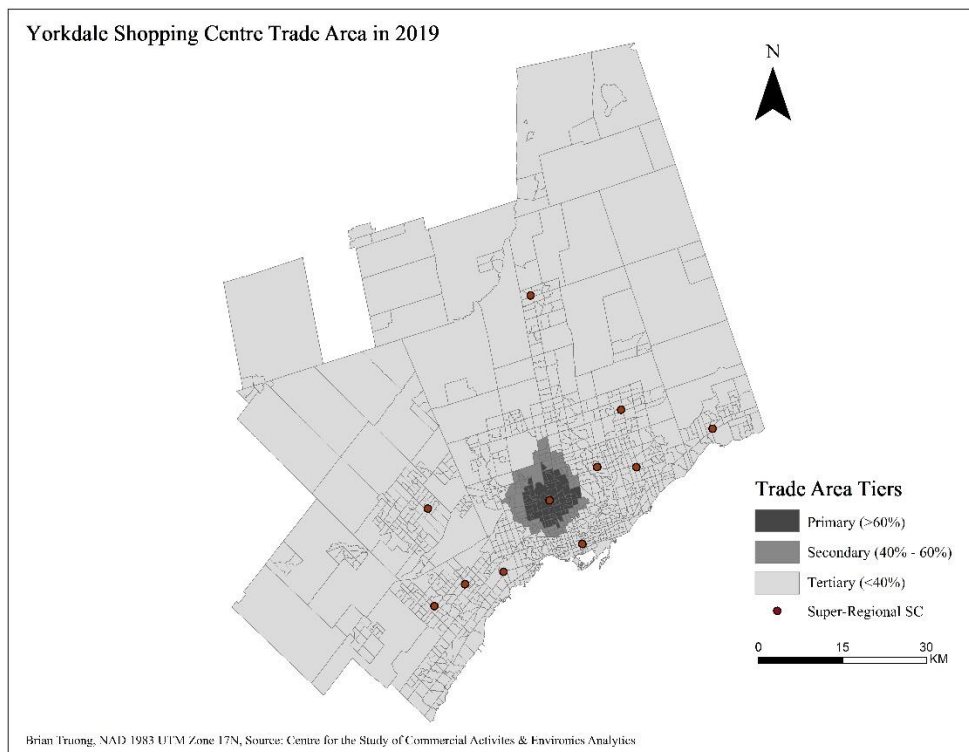 Yorkdale Shopping Centre Trade Area in 2019
N
Trade Area Tiers
Primary (>60%)
Secondary (40% - 60%)
Tertiary (<40%)
Super-Regional SC
0 15 30
KM
Brian Truong, NAD 1983 UTM Zone 17N, Source: Centre for the Study of Commercial Activites & Environics Analytics